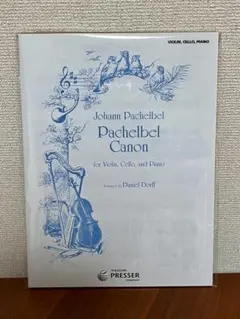 VIOLIN, CELLO, PIANO
Johann Pachelbel
Pachelbel
Canon
for Violin, Cello, and Piano
Arranged by Daniel Dorff
THEODORE
PRESSER
COMPANY